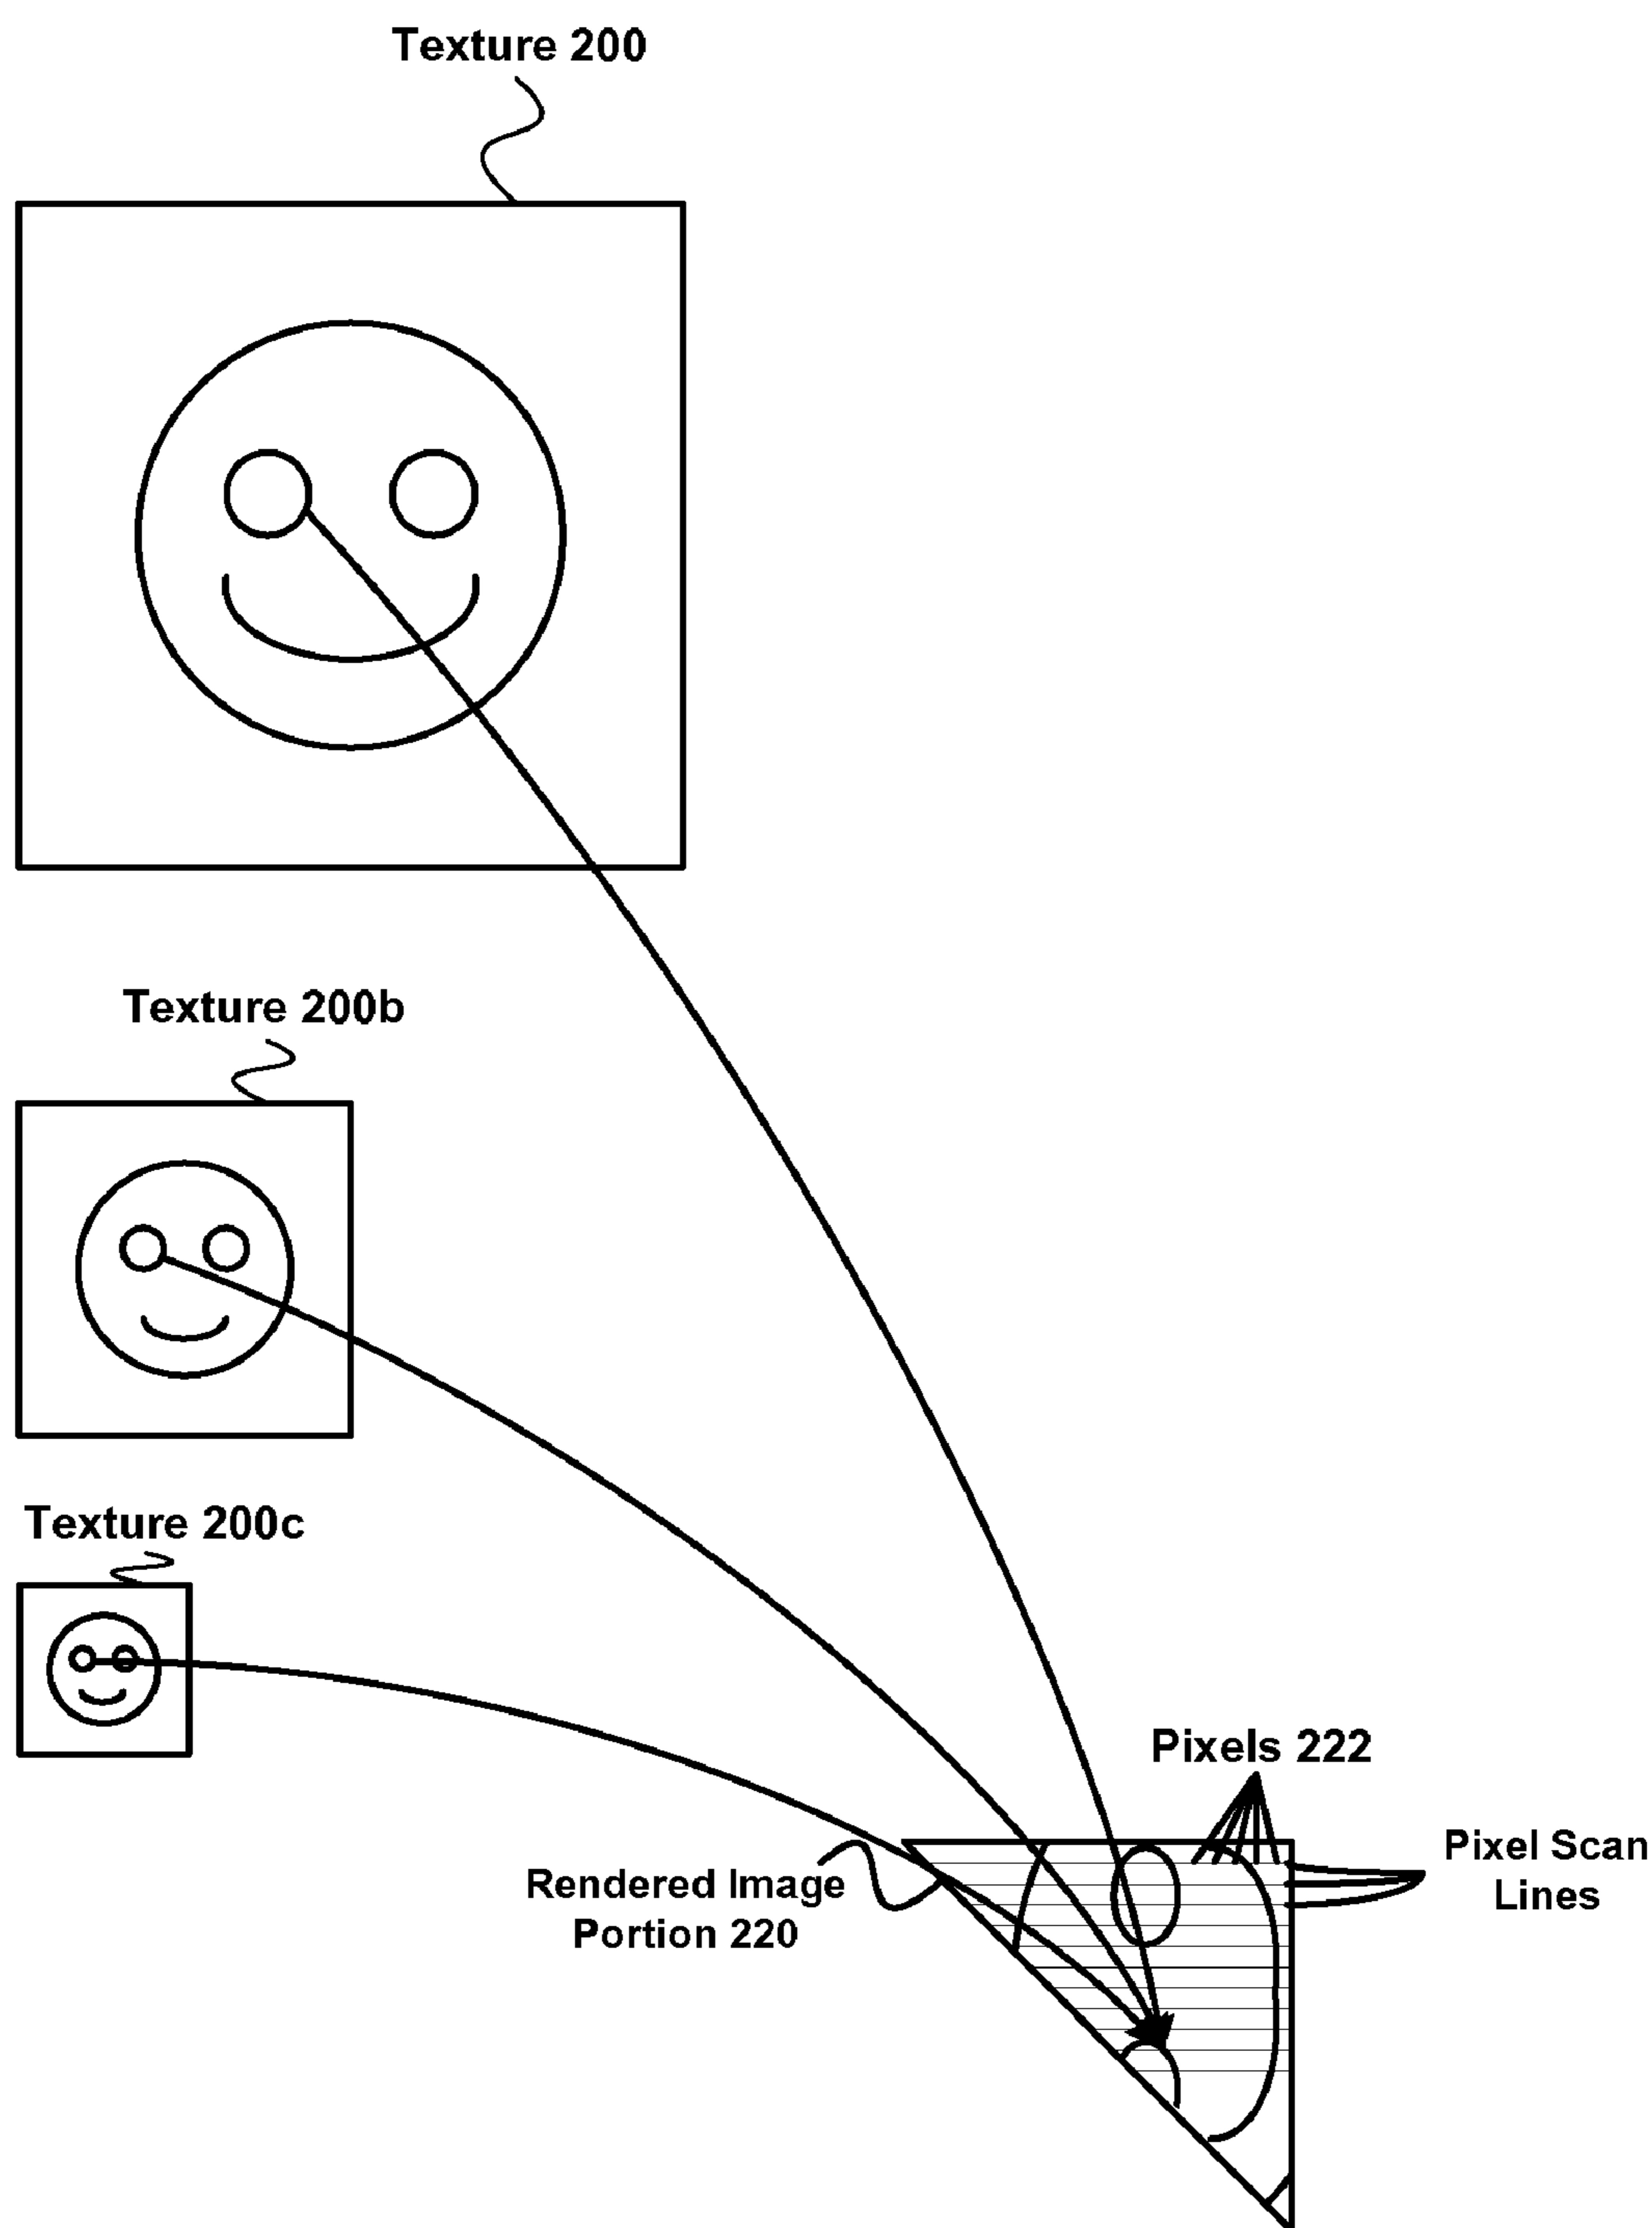 Texture 200
Texture 200b
Texture 200c
Pixels 222
Pixel Scan
Lines
Rendered Image
Portion 220